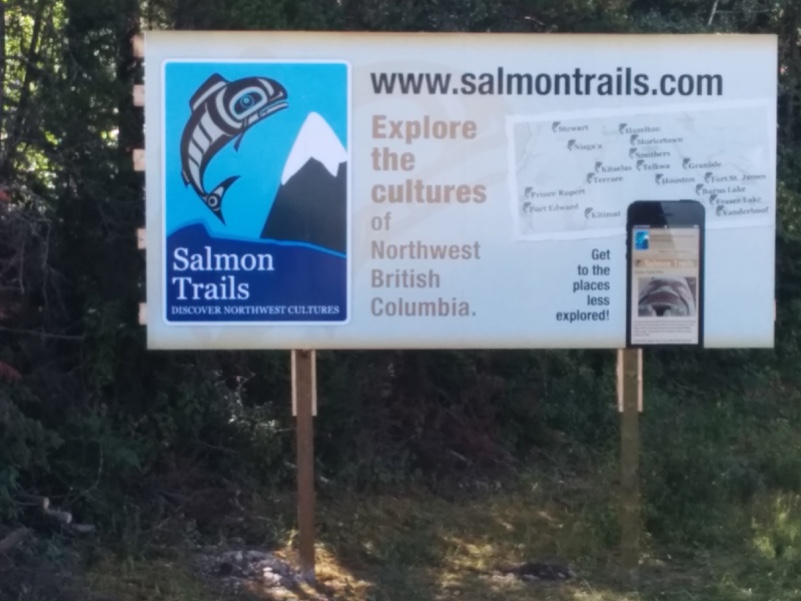 www.salmontrails.com
Explore
the
cultures
of
Northwest
British
Columbia.
Salmon
Trails
DISCOVER NORTHWEST CULTURES
Stewart
Hazelton
Nisga'a
Moricetown
Smithers
Kitselas
Telkwa
Granisle
Terrace
Houston
Fort St. James
Prince Rupert
Burns Lake
Fraser Lake
Port Edward
Kitimat
Vanderhoof
Get
to the
places
less
explored!